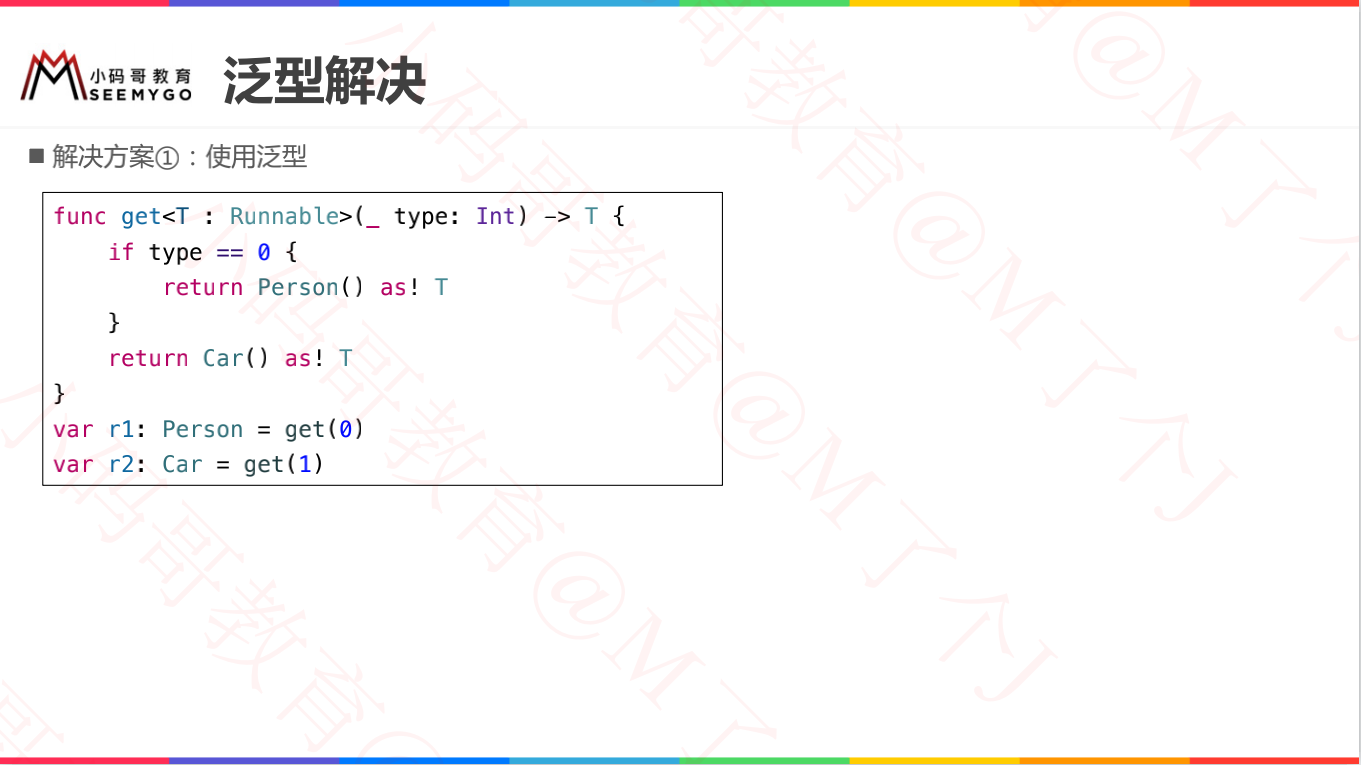 小码哥教育
SEEMYGO
泛型解决
■ 解决方案①：使用泛型
func get<T : Runnable>(_ type: Int) -> T {
    if type == 0 {
        return Person() as! T
    }
    return Car() as! T
}
var r1: Person = get(0)
var r2: Car = get(1)
小码哥教育@M了个J